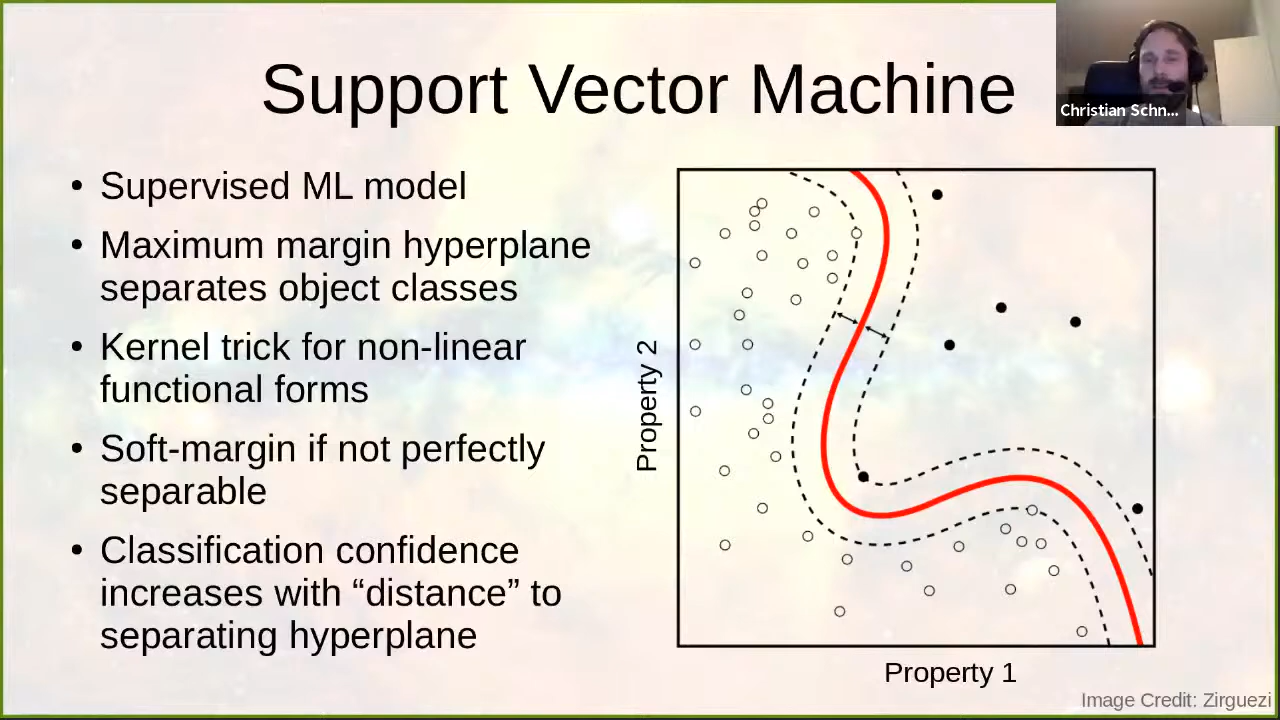 Support Vector Machine
Christian Schn...
• Supervised ML model
• Maximum margin hyperplane
separates object classes
• Kernel trick for non-linear
functional forms
• Soft-margin if not perfectly
separable
• Classification confidence
increases with “distance” to
separating hyperplane
Property 2
Property 1
Image Credit: Zirguezi